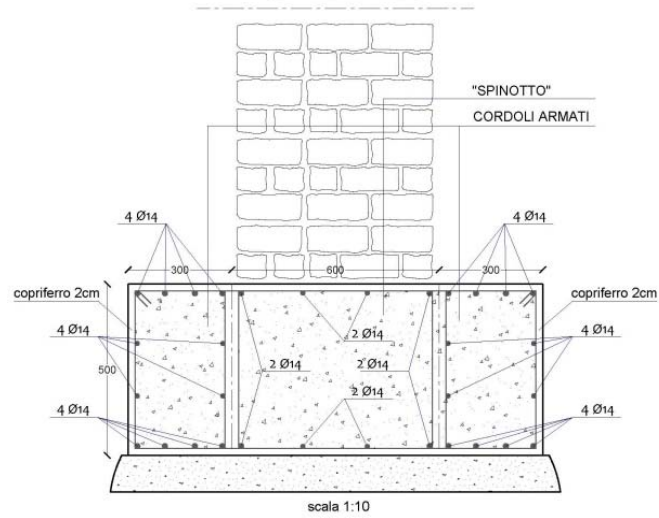 "SPINOTTO"
CORDOLI ARMATI
4 Ø14
4 Ø14
300
600
300
copriferro 2cm
copriferro 2cm
4 Ø14
2 Ø14
4 Ø14
500
2 Ø14
2 Ø14
2 Ø14
4 Ø14
4 Ø14
scala 1:10